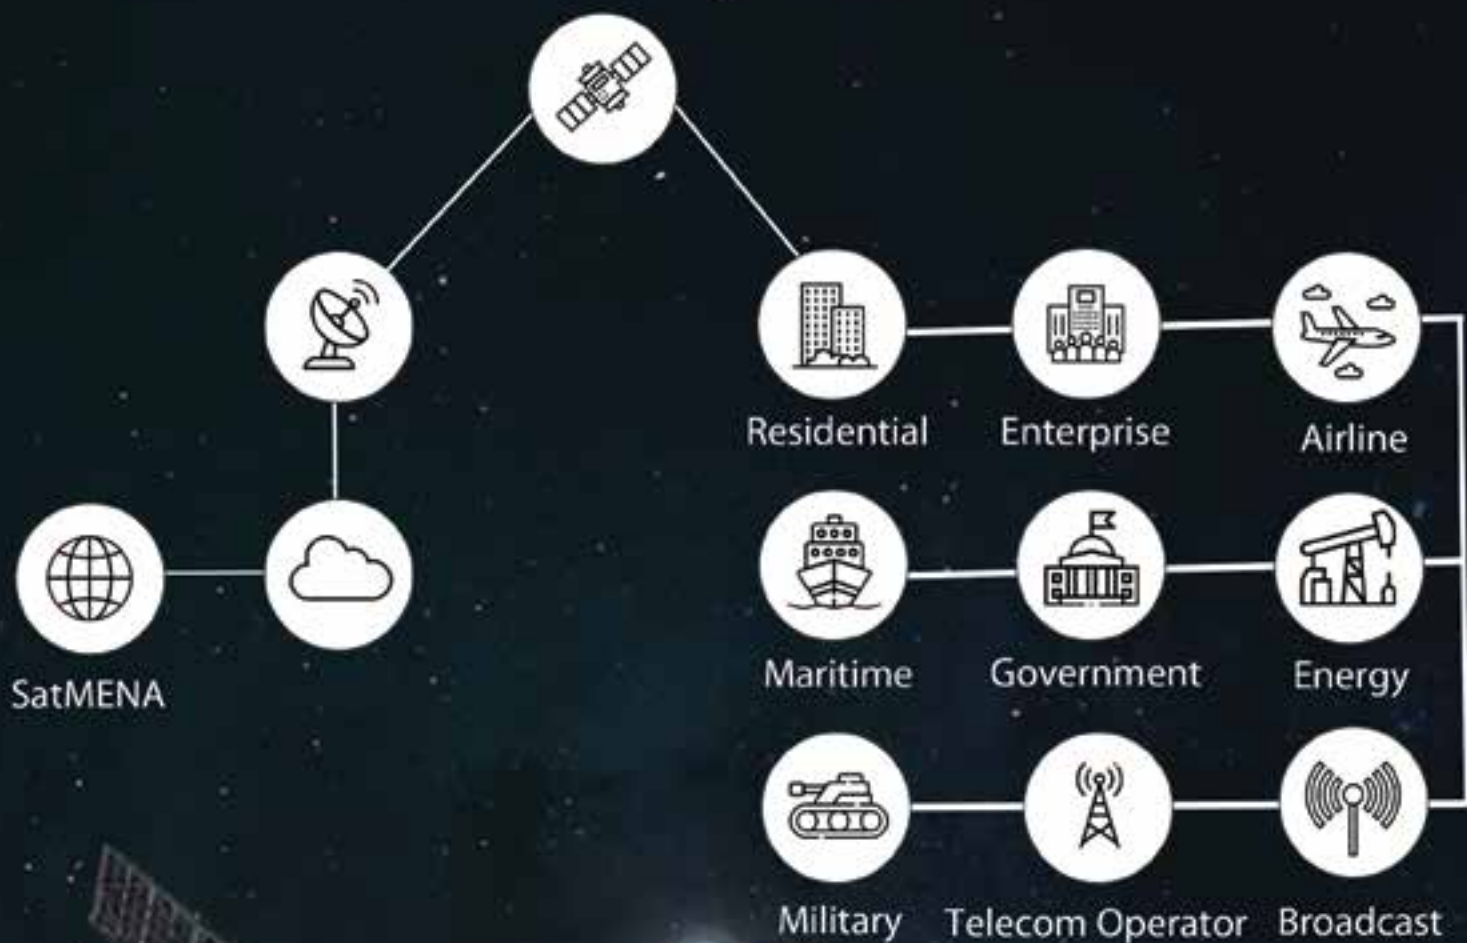 Residential Enterprise Airline
Maritime Government Energy
SatMENA
Military Telecom Operator Broadcast